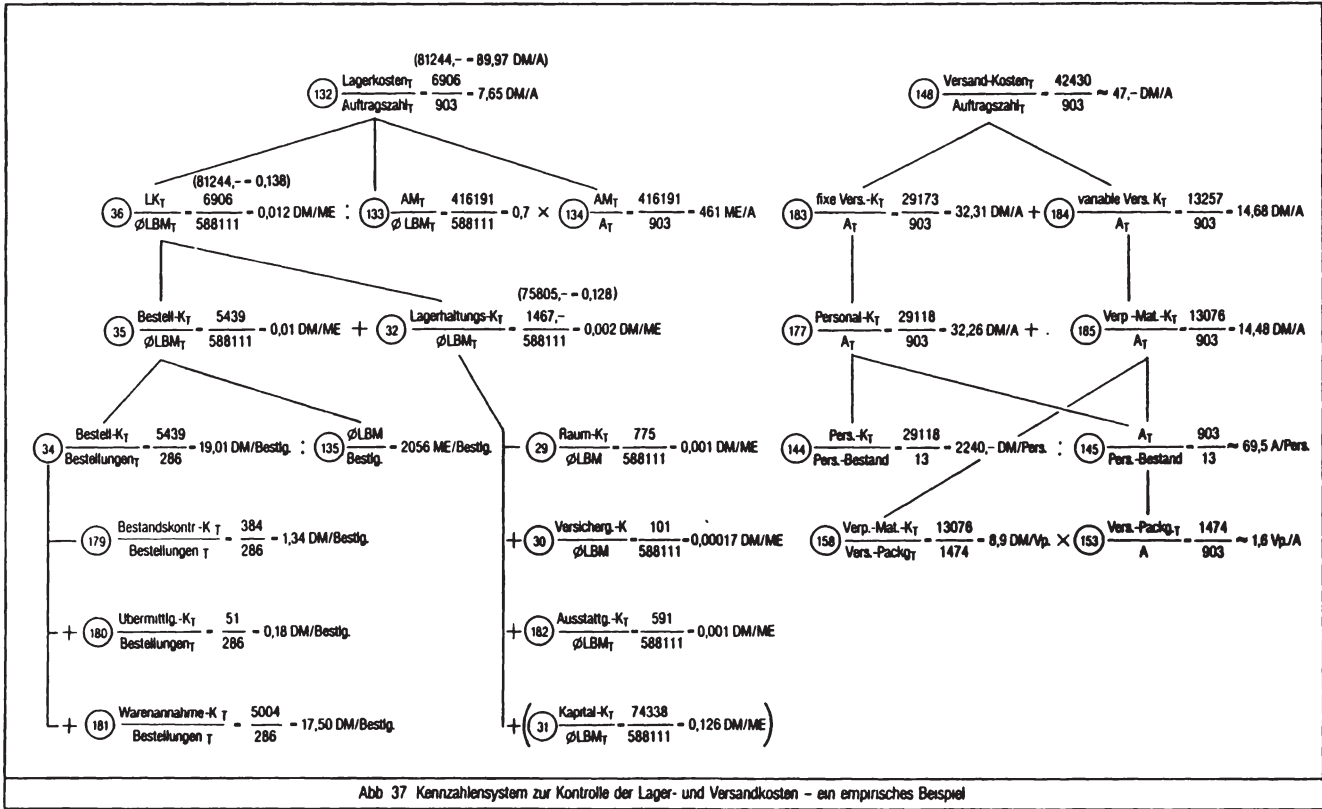 (81244,- = 89,97 DM/A)
132 Lagerkosten_T / Auftragszahl_T = 6906 / 903 = 7,65 DM/A
148 Versand-Kosten_T / Auftragszahl_T = 42430 / 903 ≈ 47,- DM/A
(81244,- = 0,138)
36 LK_T / ∅LBM_T = 6906 / 588111 = 0,012 DM/ME : 133 AM_T / ∅LBM_T = 416191 / 588111 = 0,7 × 134 AM_T / A_T = 416191 / 903 = 461 ME/A
183 fixe Vers.-K_T / A_T = 29173 / 903 = 32,31 DM/A + 184 variable Vers. K_T / A_T = 13257 / 903 = 14,68 DM/A
(75805,- = 0,128)
35 Bestell-K_T / ∅LBM_T = 5439 / 588111 = 0,01 DM/ME + 32 Lagerhaltungs-K_T / ∅LBM_T = 1467,- / 588111 = 0,002 DM/ME
177 Personal-K_T / A_T = 29118 / 903 = 32,26 DM/A + 185 Verp -Mat.-K_T / A_T = 13076 / 903 = 14,48 DM/A
34 Bestell-K_T / Bestellungen_T = 5439 / 286 = 19,01 DM/Bestlg. : 135 ∅LBM / Bestlg. = 2056 ME/Bestlg.
29 Raum-K_T / ∅LBM = 775 / 588111 = 0,001 DM/ME
144 Pers.-K_T / Pers.-Bestand = 29118 / 13 = 2240,- DM/Pers. : 145 A_T / Pers.-Bestand = 903 / 13 ≈ 69,5 A/Pers.
179 Bestandskontr -K_T / Bestellungen_T = 384 / 286 = 1,34 DM/Bestlg.
+ 30 Versicherg.-K / ∅LBM = 101 / 588111 = 0,00017 DM/ME
158 Verp.-Mat.-K_T / Vers.-Packg_T = 13076 / 1474 = 8,9 DM/Vp. × 153 Vers.-Packg._T / A = 1474 / 903 ≈ 1,6 Vp./A
+ 180 Ubermittlg.-K_T / Bestellungen_T = 51 / 286 = 0,18 DM/Bestlg.
+ 182 Ausstattg.-K_T / ∅LBM_T = 591 / 588111 = 0,001 DM/ME
+ 181 Warenannahme-K_T / Bestellungen_T = 5004 / 286 = 17,50 DM/Bestlg.
+ (31 Kapital-K_T / ∅LBM_T = 74338 / 588111 = 0,126 DM/ME)
Abb 37 Kennzahlensystem zur Kontrolle der Lager- und Versandkosten – ein empirisches Beispiel